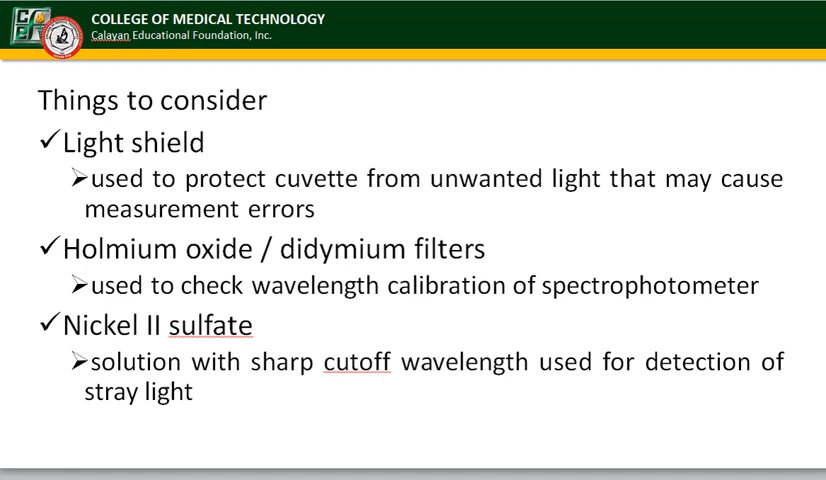 COLLEGE OF MEDICAL TECHNOLOGY
Calayan Educational Foundation, Inc.
Things to consider
✓Light shield
➢used to protect cuvette from unwanted light that may cause
measurement errors
✓Holmium oxide / didymium filters
➢used to check wavelength calibration of spectrophotometer
✓Nickel II sulfate
➢solution with sharp cutoff wavelength used for detection of
stray light